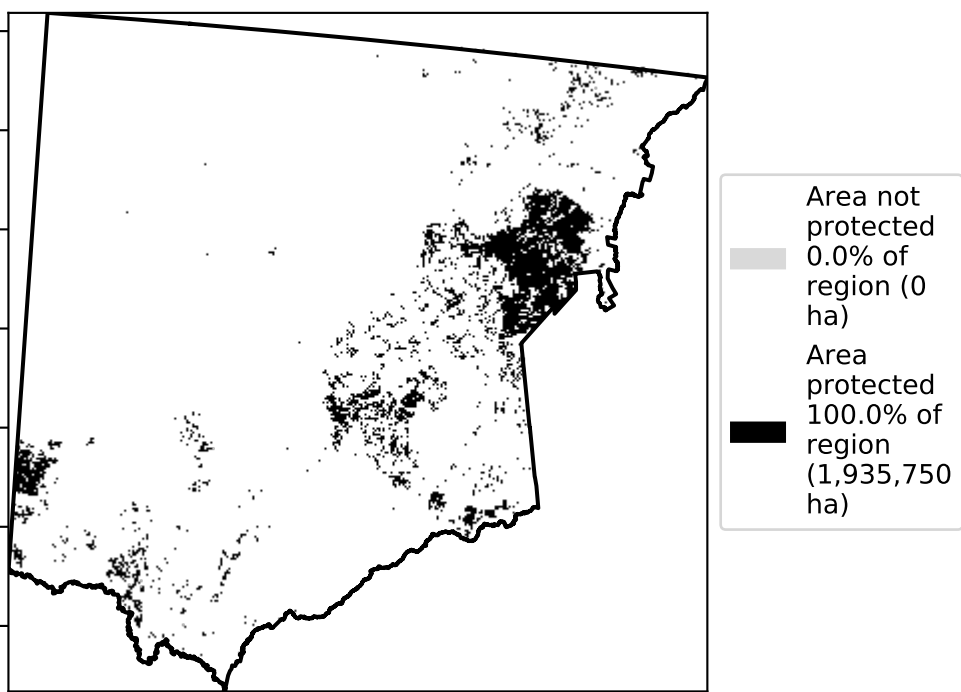 Area not
protected
0.0% of
region (0
ha)
Area
protected
100.0% of
region
(1,935,750
ha)